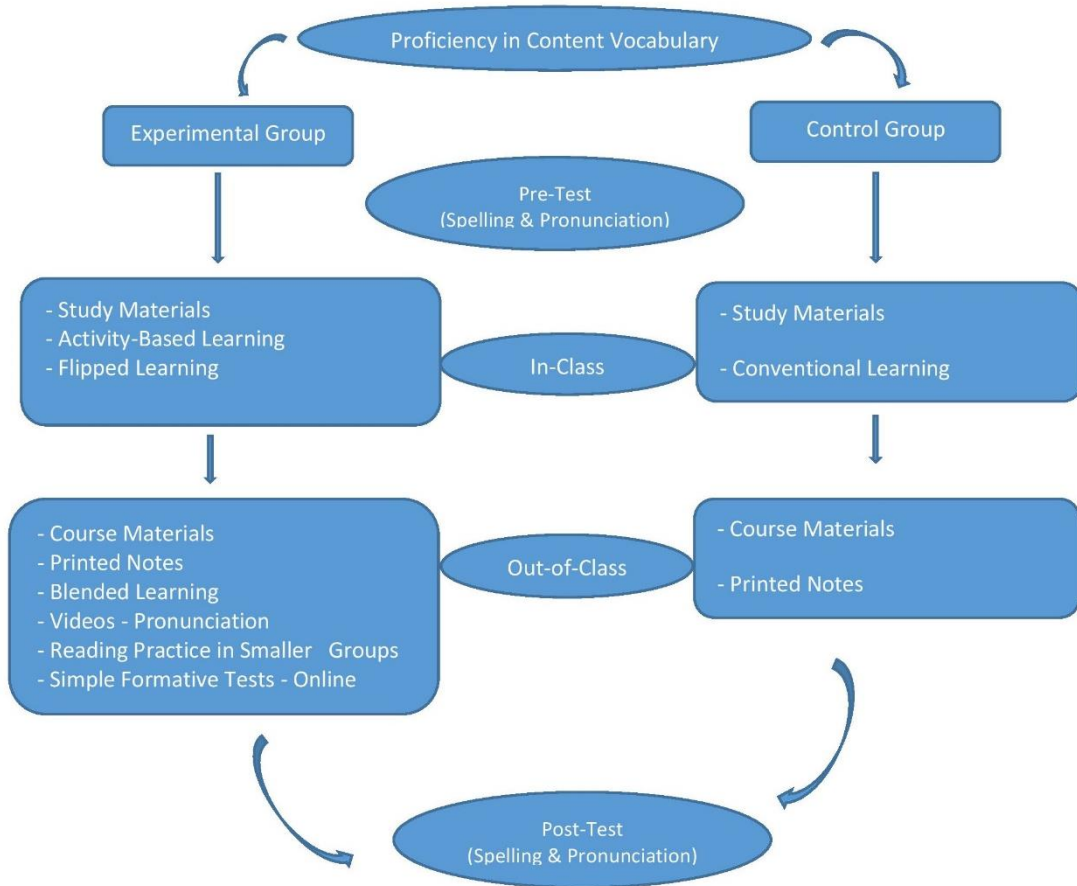 Proficiency in Content Vocabulary
Experimental Group
Control Group
Pre-Test
(Spelling & Pronunciation)
- Study Materials
- Activity-Based Learning
- Flipped Learning
In-Class
- Study Materials
- Conventional Learning
- Course Materials
- Printed Notes
- Blended Learning
- Videos - Pronunciation
- Reading Practice in Smaller Groups
- Simple Formative Tests - Online
Out-of-Class
- Course Materials
- Printed Notes
Post-Test
(Spelling & Pronunciation)